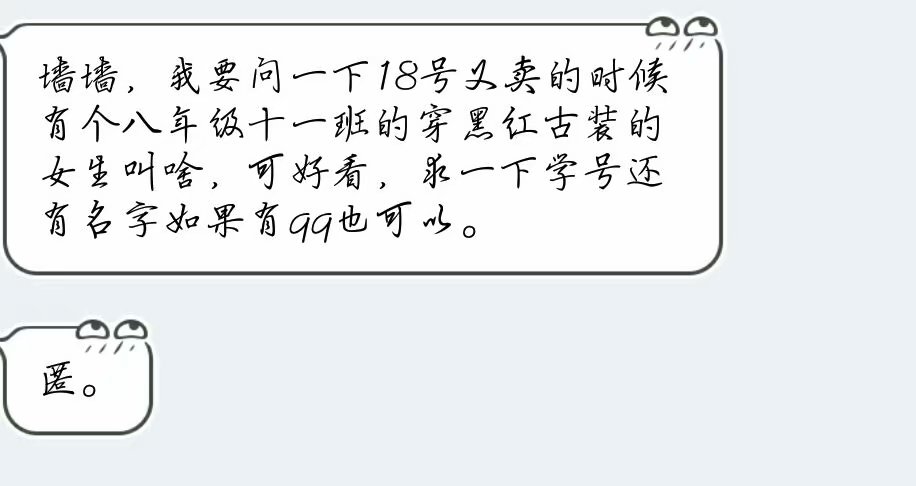 墙墙，我要问一下18号义卖的时候
有个八年级十一班的穿黑红古装的
女生叫啥，可好看，求一下学号还
有名字如果有qq也可以。
匿。